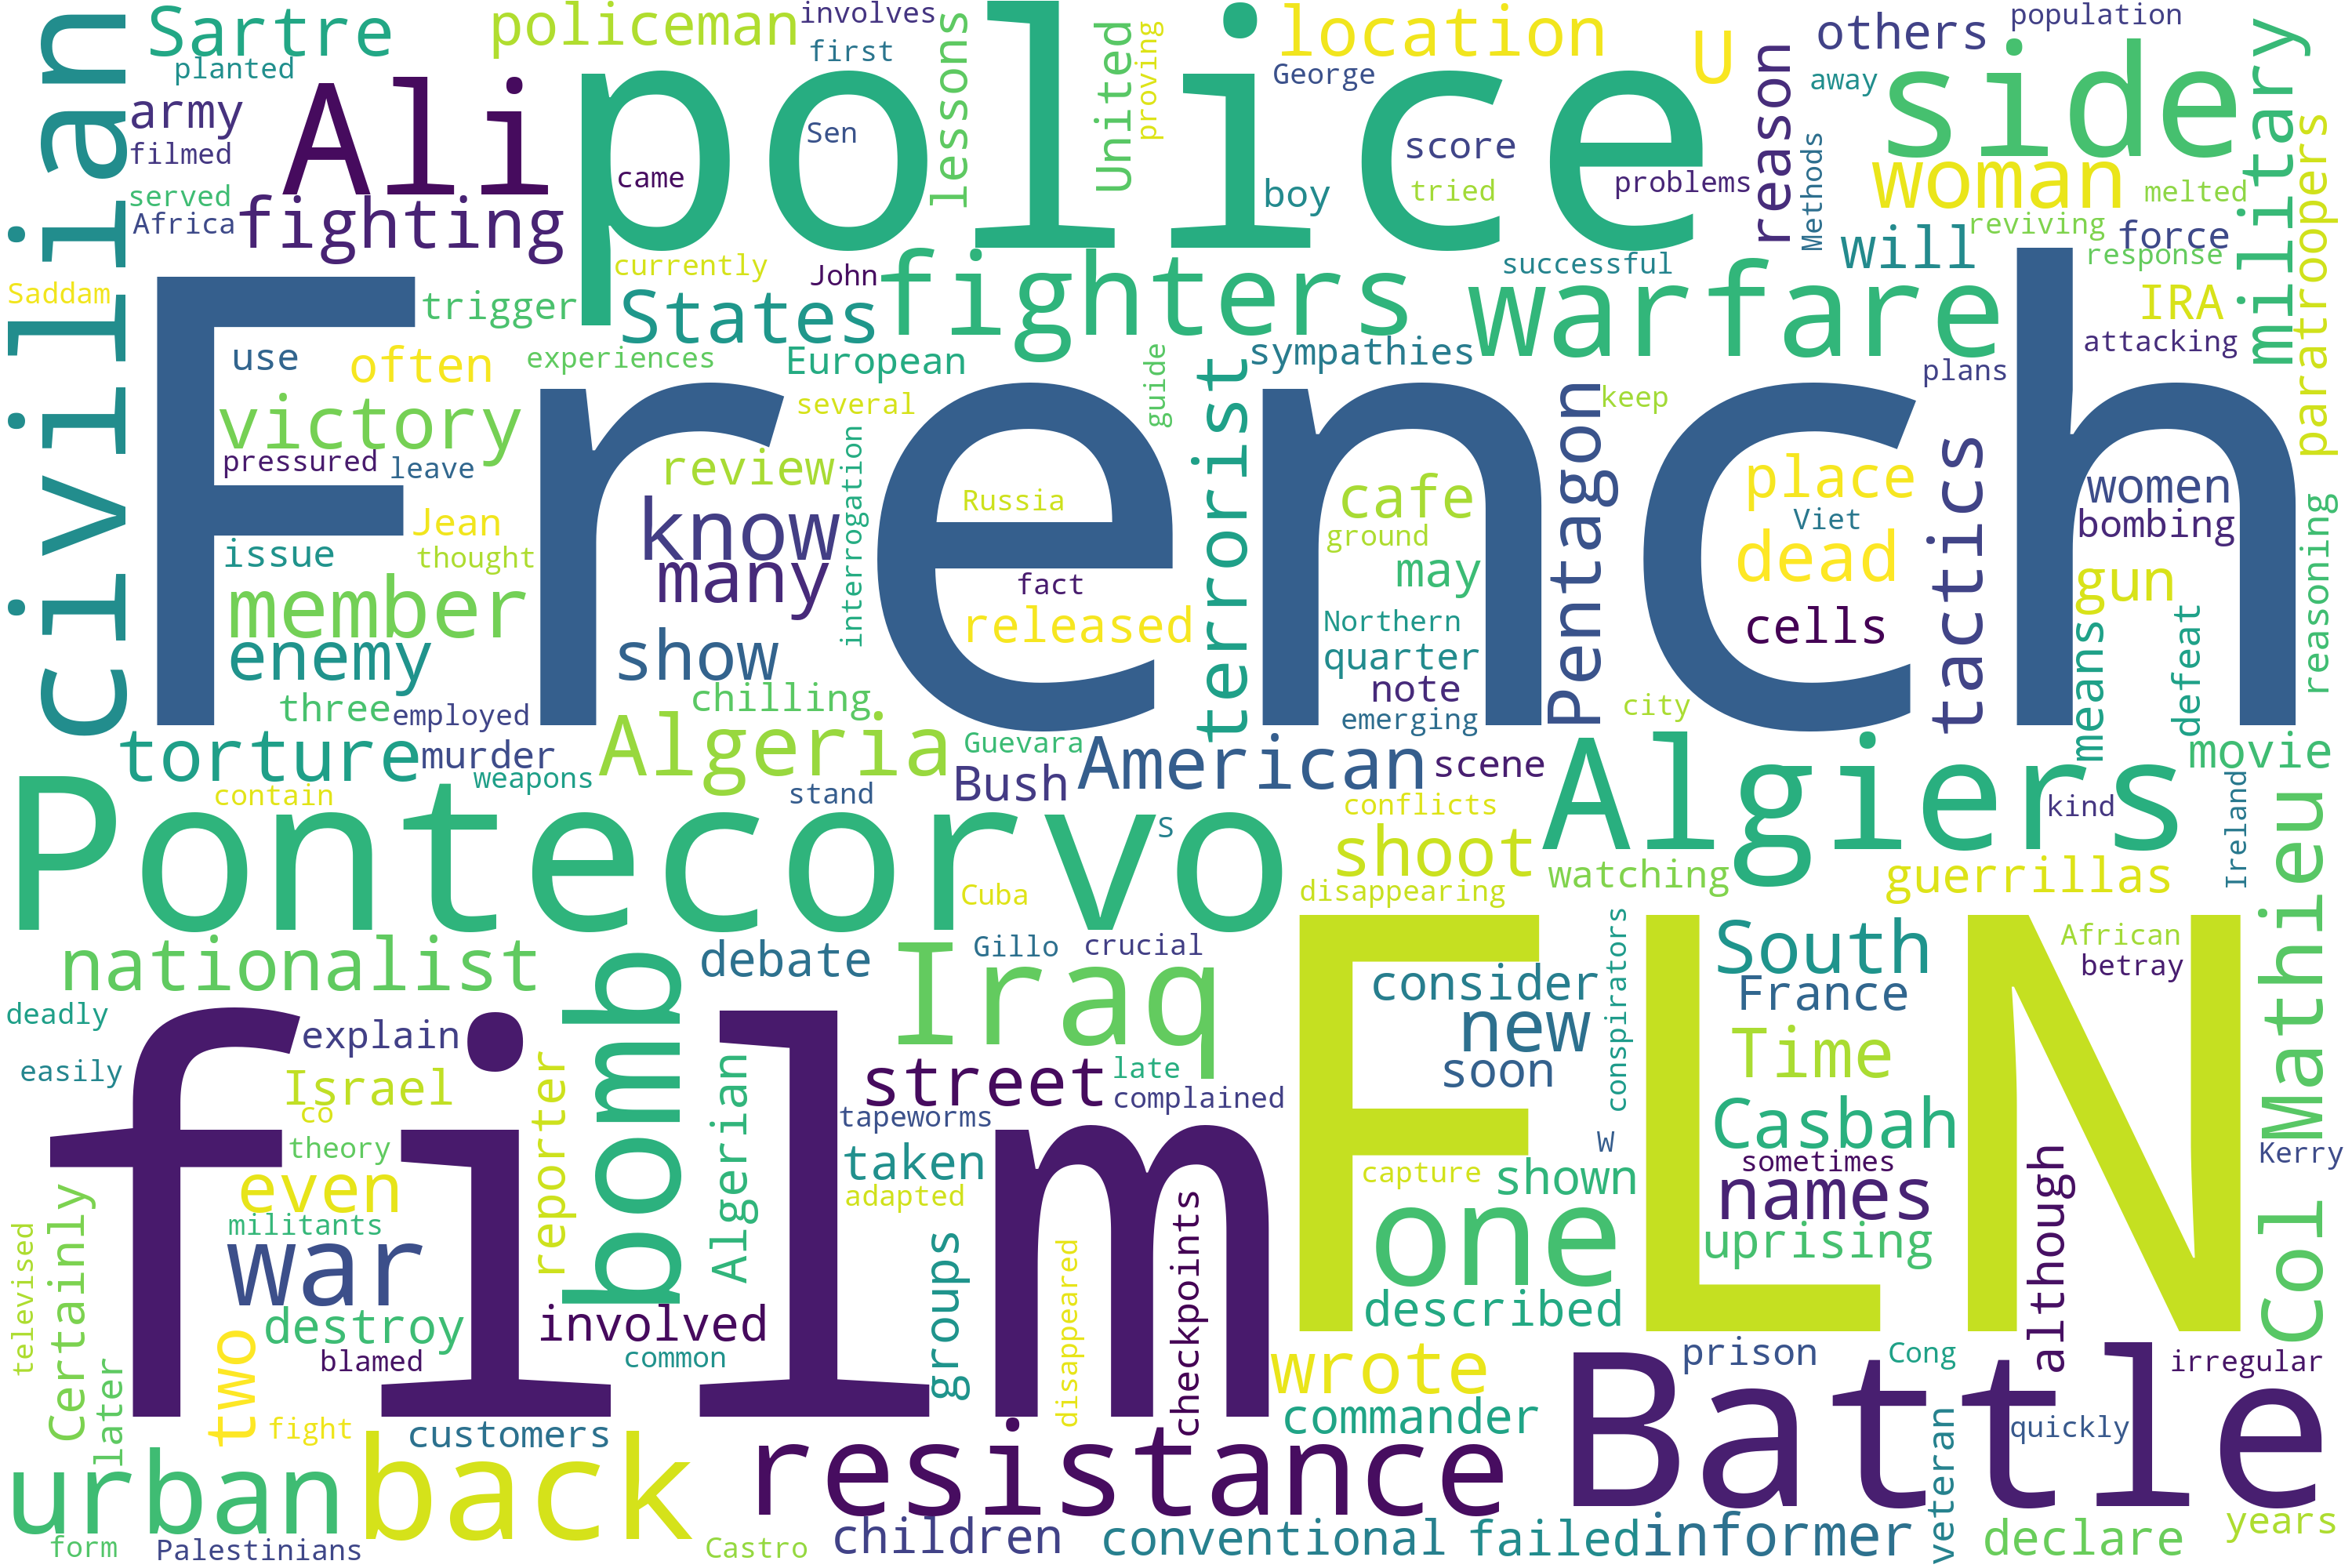 civilian
Sartre
planted
policeman
involves
first
police
lessons
United
proving
location
George
U
others
population
away
side
military
paratroopers
army
filmed
served
Africa
Ali
fighting
Sen
came
score
boy
tried
problems
reason
Methods
woman
melted
reviving
force
response
Saddam
trigger
currently
John
States
fighters
successful
warfare
will
IRA
attacking
French
use
often
experiences
European
several
guide
sympathies
terrorist
Pentagon
keep
plans
victory
pressured
leave
review
know
many
interrogation
Russia
cafe
ground
may
place
Viet
dead
tactics
women
bombing
Jean
thought
issue
member
enemy
show
fact
released
Northern
quarter
note
emerging
cells
gun
means
defeat
reasoning
three
employed
chilling
city
torture
murder
weapons
Algeria
Guevara
Bush
American
scene
Algiers
movie
contain
stand
conflicts
kind
Ireland
Mathieu
Pontecorvo
S
Cuba
shoot
disappearing
watching
guerrillas
nationalist
debate
Gillo
crucial
Iraq
consider
new
soon
conspirators
South
France
African
betray
FLN
deadly
easily
explain
Israel
co
theory
reporter
bomb
Algerian
street
late
complained
Time
Casbah
film
even
militants
tapeworms
taken
adapted
checkpoints
W
capture
shown
sometimes
names
although
Kerry
televised
Certainly
later
war
two
destroy
blamed
involved
common
groups
disappeared
one
described
uprising
Col
fight
customers
wrote
commander
prison
Cong
irregular
Battle
quickly
urban
back
resistance
veteran
form
Palestinians
Castro
children
conventional
failed
informer
declare
years